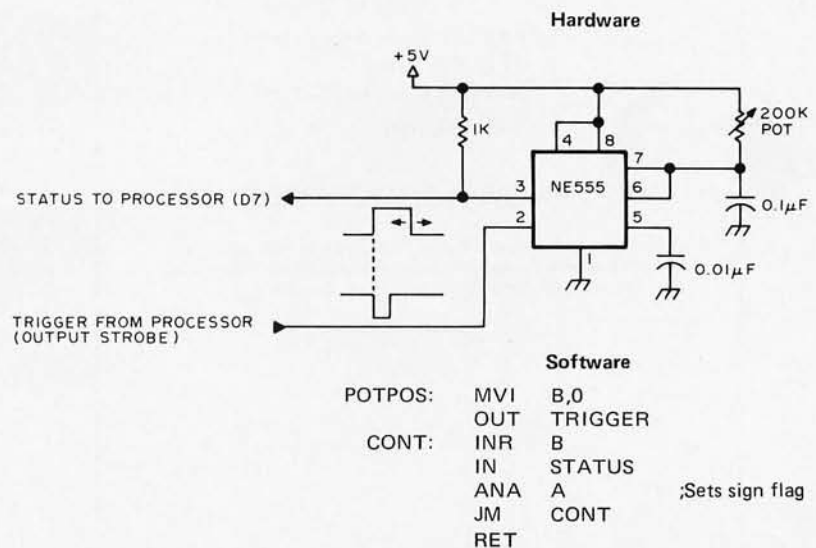 Hardware
+5V
1K
200K
POT
4
8
7
3
NE555
6
STATUS TO PROCESSOR (D7)
0.1µF
2
5
1
0.01µF
TRIGGER FROM PROCESSOR
(OUTPUT STROBE)
Software
POTPOS: MVI B,0
OUT TRIGGER
CONT: INR B
IN STATUS
ANA A ;Sets sign flag
JM CONT
RET